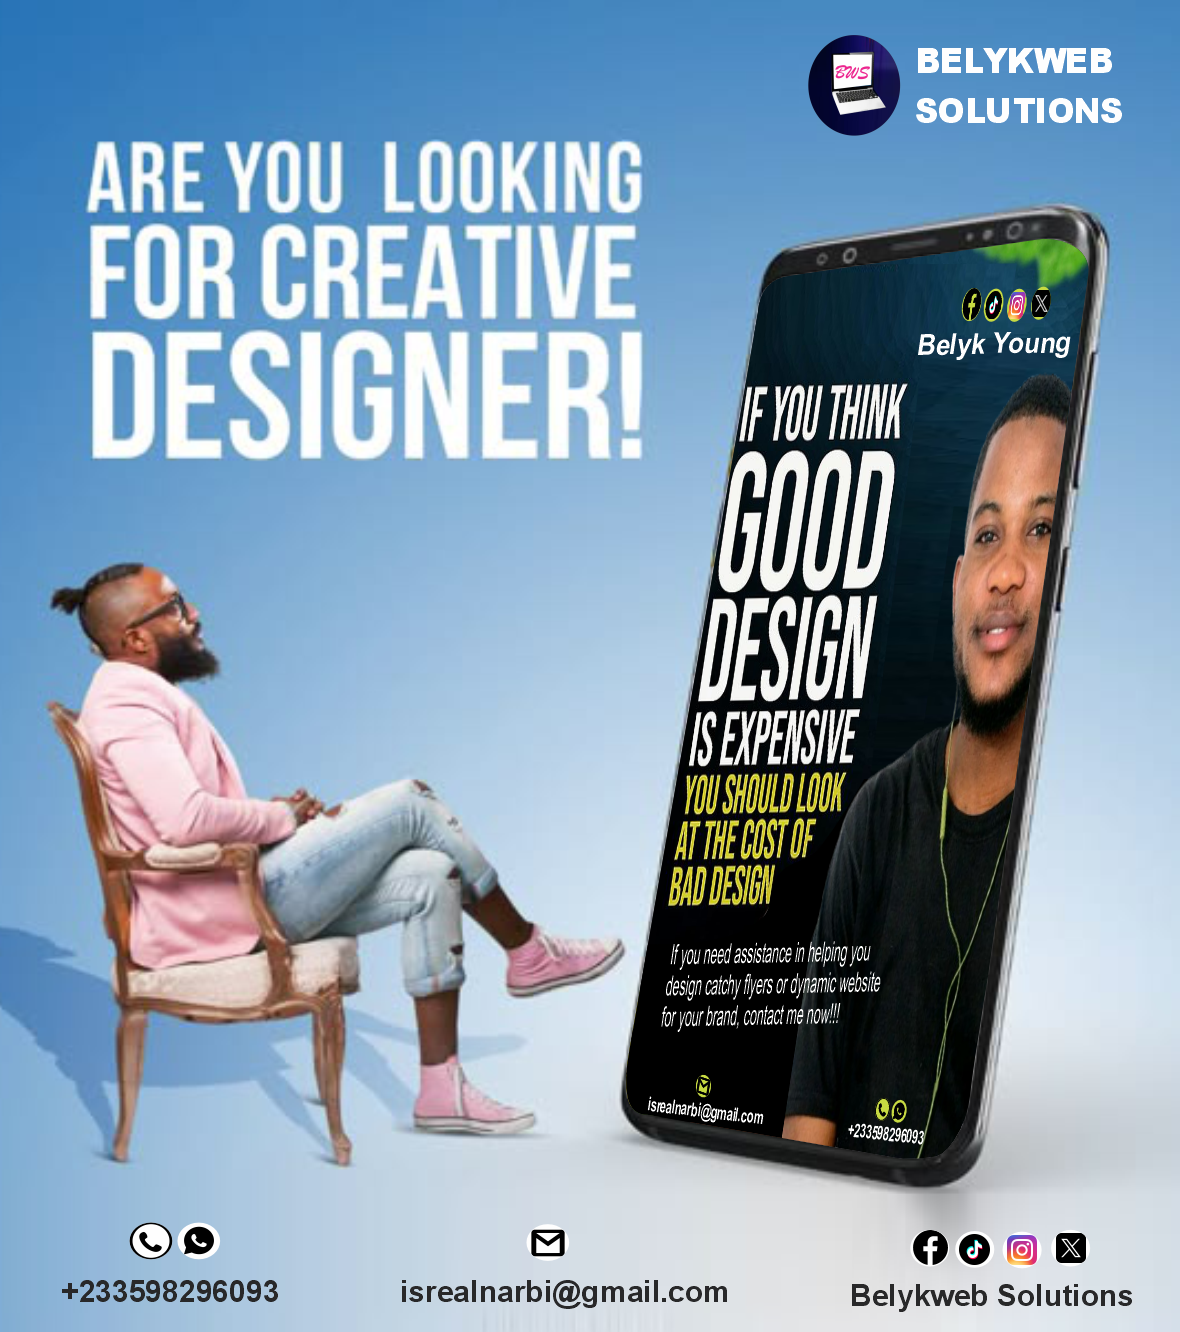 BWS
BELYKWEB
SOLUTIONS
ARE YOU LOOKING
FOR CREATIVE
DESIGNER!
Belyk Young
IF YOU THINK
GOOD
DESIGN
IS EXPENSIVE
YOU SHOULD LOOK
AT THE COST OF
BAD DESIGN
If you need assistance in helping you
design catchy flyers or dynamic website
for your brand, contact me now!!!
isrealnarbi@gmail.com
+233598296093
+233598296093
isrealnarbi@gmail.com
Belykweb Solutions